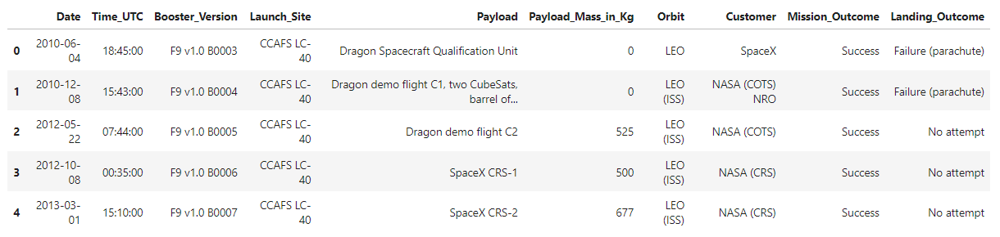 Date Time_UTC Booster_Version Launch_Site Payload Payload_Mass_in_Kg Orbit Customer Mission_Outcome Landing_Outcome
0 2010-06-04 18:45:00 F9 v1.0 B0003 CCAFS LC-40 Dragon Spacecraft Qualification Unit 0 LEO SpaceX Success Failure (parachute)
1 2010-12-08 15:43:00 F9 v1.0 B0004 CCAFS LC-40 Dragon demo flight C1, two CubeSats, barrel of... 0 LEO (ISS) NASA (COTS) NRO Success Failure (parachute)
2 2012-05-22 07:44:00 F9 v1.0 B0005 CCAFS LC-40 Dragon demo flight C2 525 LEO (ISS) NASA (COTS) Success No attempt
3 2012-10-08 00:35:00 F9 v1.0 B0006 CCAFS LC-40 SpaceX CRS-1 500 LEO (ISS) NASA (CRS) Success No attempt
4 2013-03-01 15:10:00 F9 v1.0 B0007 CCAFS LC-40 SpaceX CRS-2 677 LEO (ISS) NASA (CRS) Success No attempt